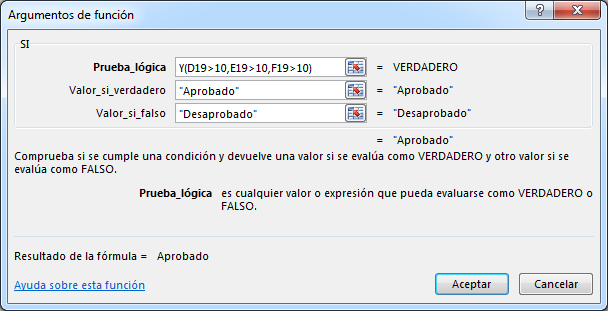 Argumentos de función
SI
Prueba_lógica Y(D19>10,E19>10,F19>10) = VERDADERO
Valor_si_verdadero "Aprobado" = "Aprobado"
Valor_si_falso "Desaprobado" = "Desaprobado"
= "Aprobado"
Comprueba si se cumple una condición y devuelve una valor si se evalúa como VERDADERO y otro valor si se
evalúa como FALSO.
Prueba_lógica es cualquier valor o expresión que pueda evaluarse como VERDADERO o
FALSO.
Resultado de la fórmula = Aprobado
Ayuda sobre esta función Aceptar Cancelar